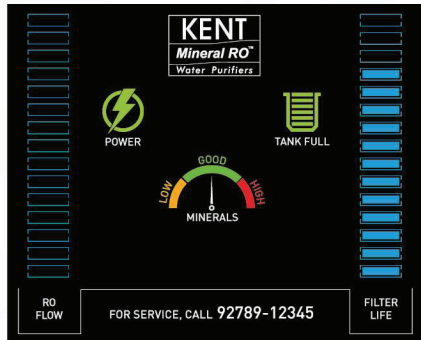 KENT
Mineral RO™
Water Purifiers
POWER
TANK FULL
LOW
GOOD
HIGH
MINERALS
RO
FLOW
FOR SERVICE, CALL 92789-12345
FILTER
LIFE